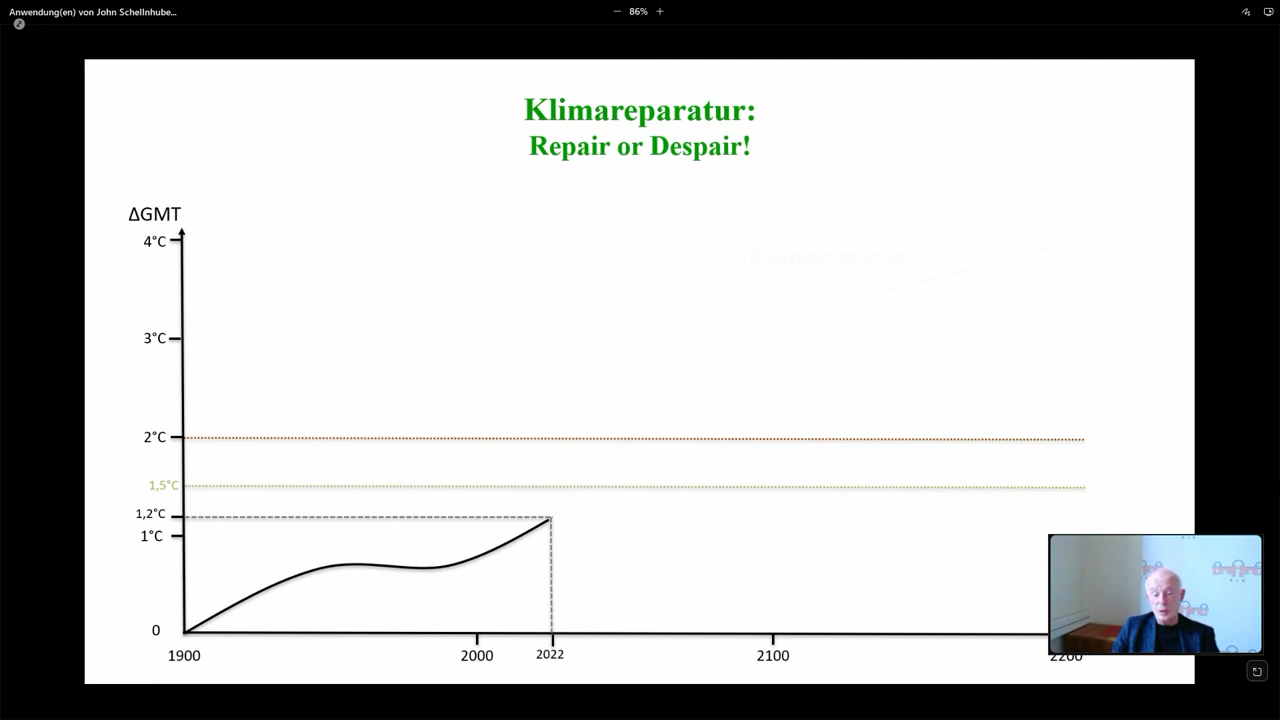 Anwendung(en) von John Schellnhube...
86%
Klimareparatur:
Repair or Despair!
ΔGMT
4°C
3°C
2°C
1,5°C
1,2°C
1°C
0
1900
2000
2022
2100
2200